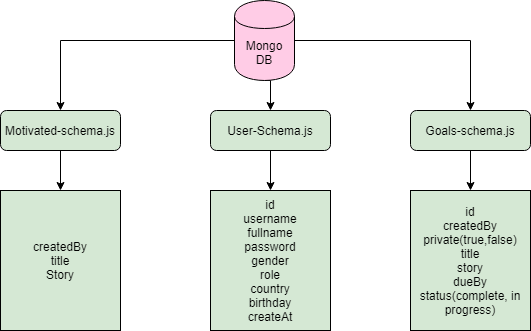 Mongo
DB
Motivated-schema.js
User-Schema.js
Goals-schema.js
createdBy
title
Story
id
username
fullname
password
gender
role
country
birthday
createAt
id
createdBy
private(true,false)
title
story
dueBy
status(complete, in
progress)